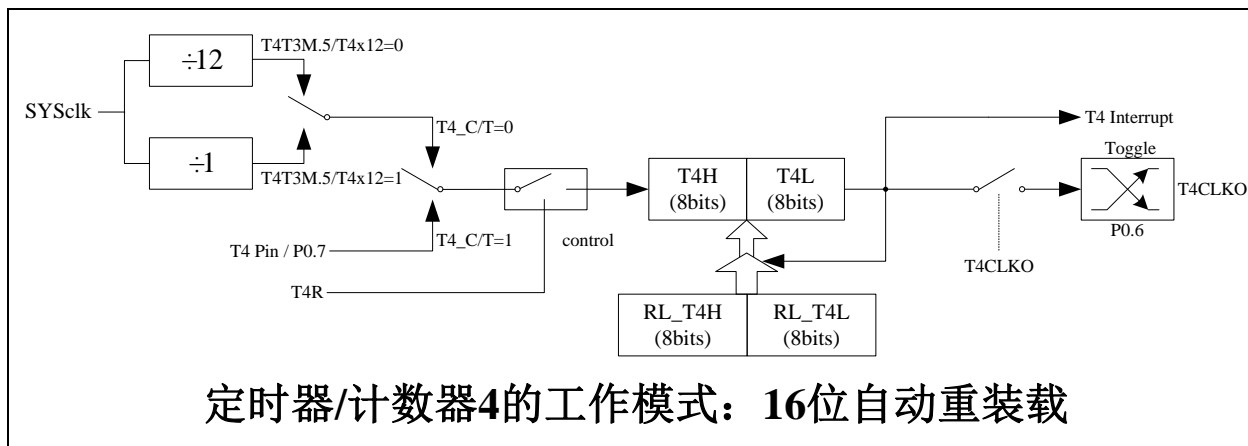 T4T3M.5/T4x12=0
÷12
SYSclk
T4_C/T=0
÷1
T4T3M.5/T4x12=1
T4 Interrupt
Toggle
T4H
(8bits)
T4L
(8bits)
T4CLKO
T4_C/T=1
control
P0.6
T4 Pin / P0.7
T4CLKO
T4R
RL_T4H
(8bits)
RL_T4L
(8bits)
定时器/计数器4的工作模式：16位自动重装载